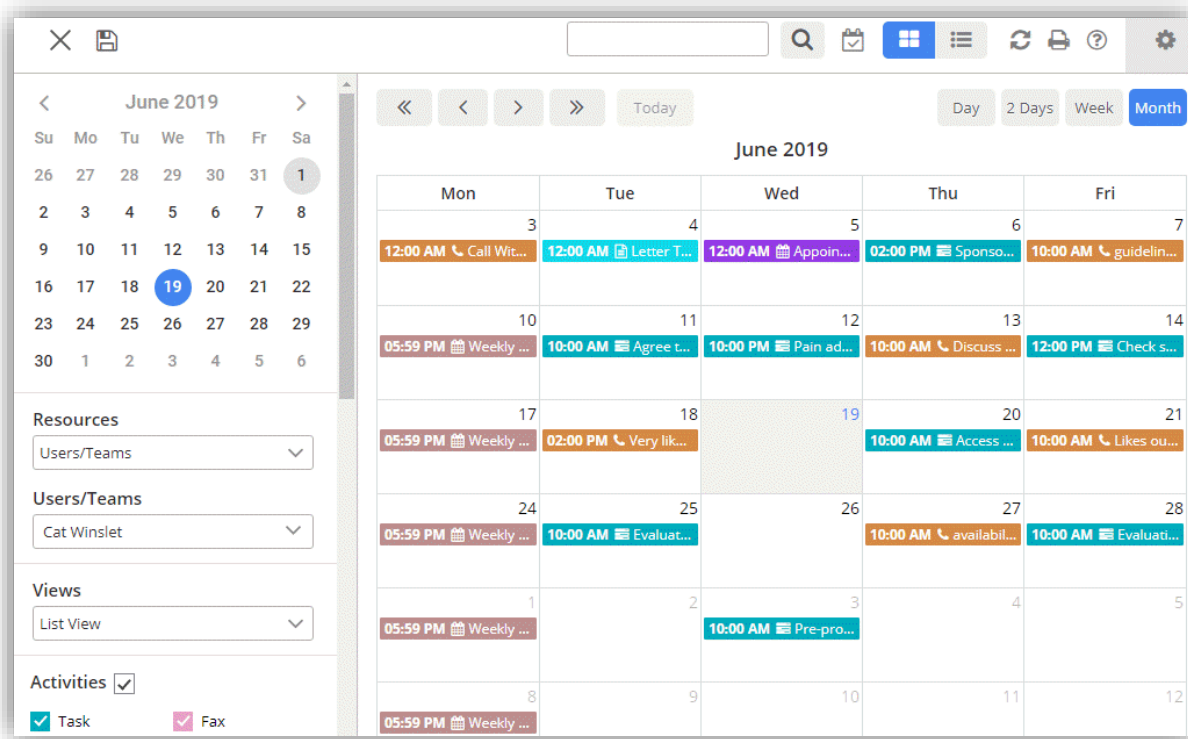 June 2019
Su Mo Tu We Th Fr Sa
26 27 28 29 30 31 1
2 3 4 5 6 7 8
9 10 11 12 13 14 15
16 17 18 19 20 21 22
23 24 25 26 27 28 29
30 1 2 3 4 5 6
Resources
Users/Teams
Users/Teams
Cat Winslet
Views
List View
Activities
Task Fax
Today
Day 2 Days Week Month
June 2019
Mon Tue Wed Thu Fri
3 4 5 6 7
12:00 AM Call Wit... 12:00 AM Letter T... 12:00 AM Appoin... 02:00 PM Sponso... 10:00 AM guidelin...
10 11 12 13 14
05:59 PM Weekly ... 10:00 AM Agree t... 10:00 PM Pain ad... 10:00 AM Discuss ... 12:00 PM Check s...
17 18 19 20 21
05:59 PM Weekly ... 02:00 PM Very lik... 10:00 AM Access ... 10:00 AM Likes ou...
24 25 26 27 28
05:59 PM Weekly ... 10:00 AM Evaluat... 10:00 AM availabil... 10:00 AM Evaluati...
1 2 3 4 5
05:59 PM Weekly ... 10:00 AM Pre-pro...
8 9 10 11 12
05:59 PM Weekly ...